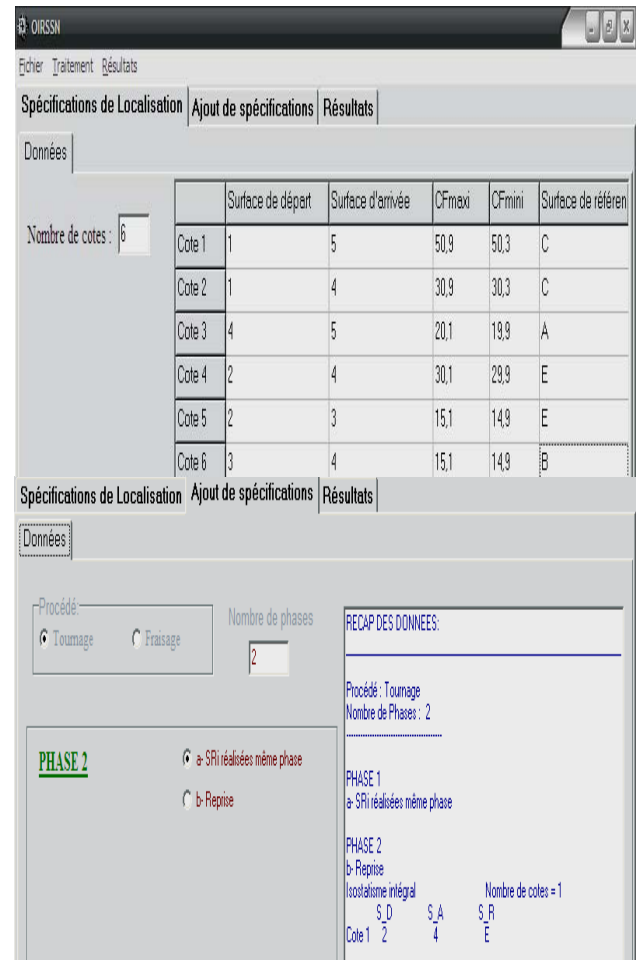 OIRSSN
Fichier Traitement Résultats
Spécifications de Localisation Ajout de spécifications Résultats
Données
Nombre de cotes : 6
Surface de départ Surface d'arrivée CFmaxi CFmini Surface de référen
Cote 1 1 5 50,9 50,3 C
Cote 2 1 4 30,9 30,3 C
Cote 3 4 5 20,1 19,9 A
Cote 4 2 4 30,1 29,9 E
Cote 5 2 3 15,1 14,9 E
Cote 6 3 4 15,1 14,9 B
Spécifications de Localisation Ajout de spécifications Résultats
Données
Procédé:
Tournage Fraisage
Nombre de phases
2
PHASE 2
a- SRi réalisées même phase
b- Reprise
RECAP DES DONNEES:
Procédé : Tournage
Nombre de Phases : 2
PHASE 1
a- SRi réalisées même phase
PHASE 2
b- Reprise
Isostatisme intégral Nombre de cotes = 1
S_D S_A S_R
Cote 1 2 4 E